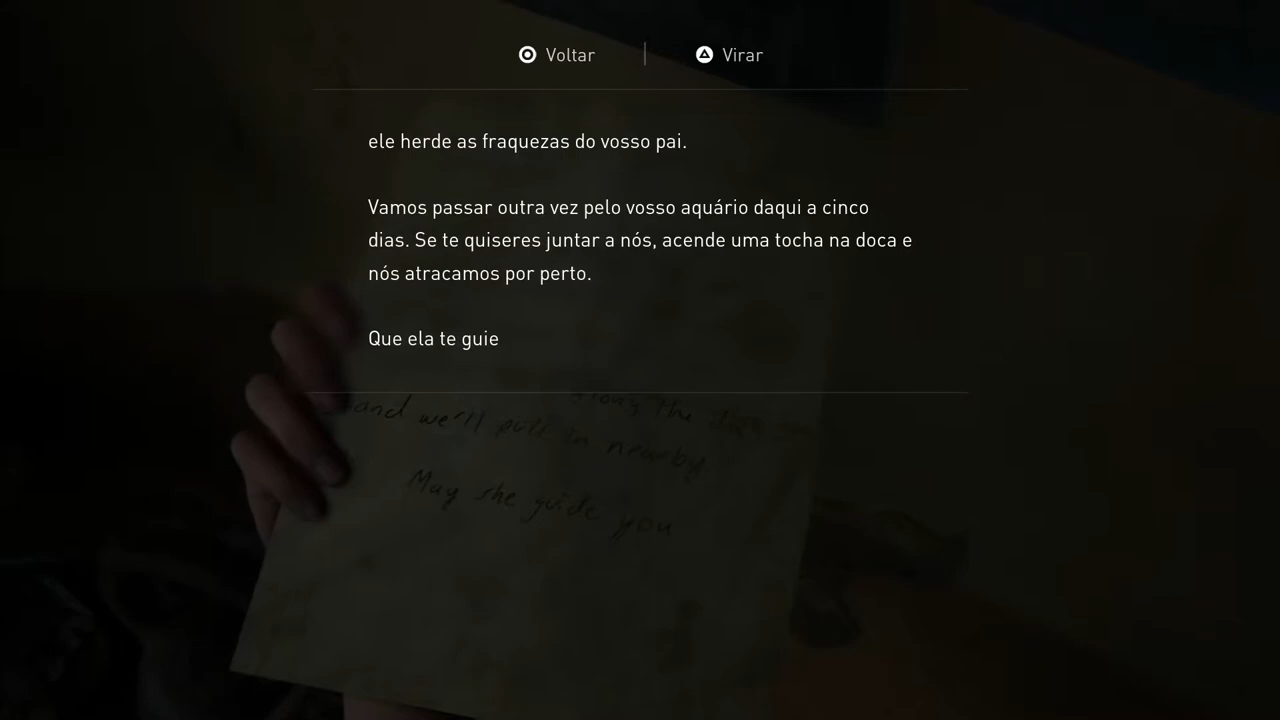 Voltar | Virar
ele herde as fraquezas do vosso pai.
Vamos passar outra vez pelo vosso aquário daqui a cinco
dias. Se te quiseres juntar a nós, acende uma tocha na doca e
nós atracamos por perto.
Que ela te guie
the
and we'll pull in nearby.
May she guide you